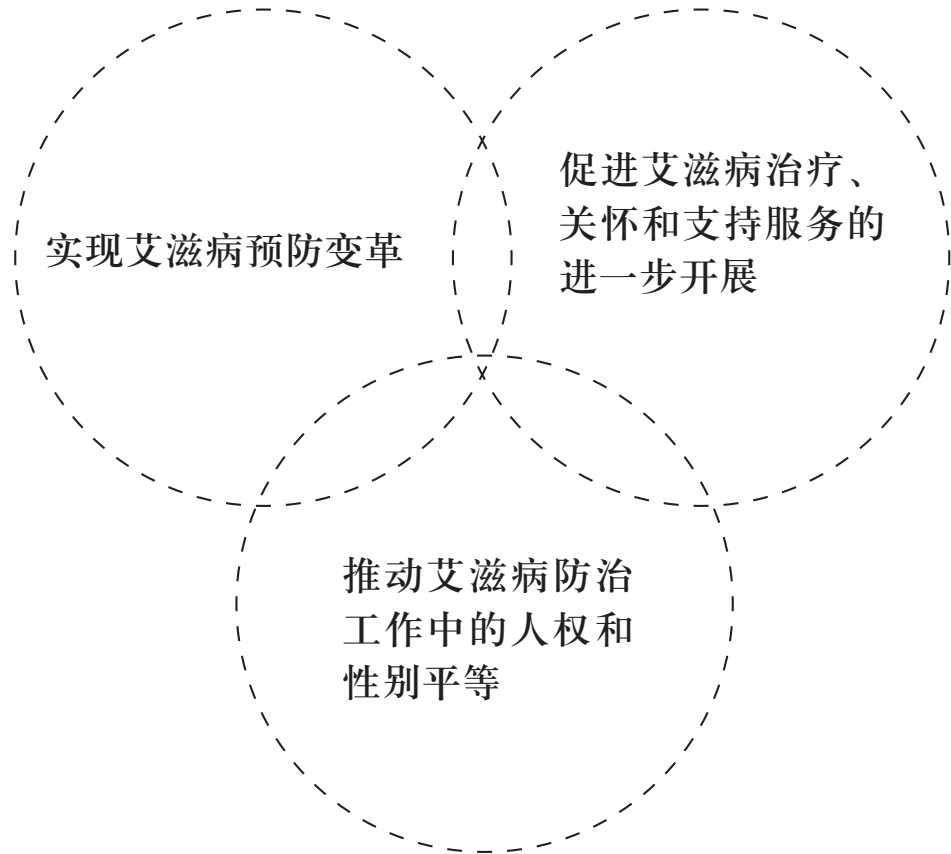 实现艾滋病预防变革
促进艾滋病治疗、
关怀和支持服务的
进一步开展
推动艾滋病防治
工作中的人权和
性别平等